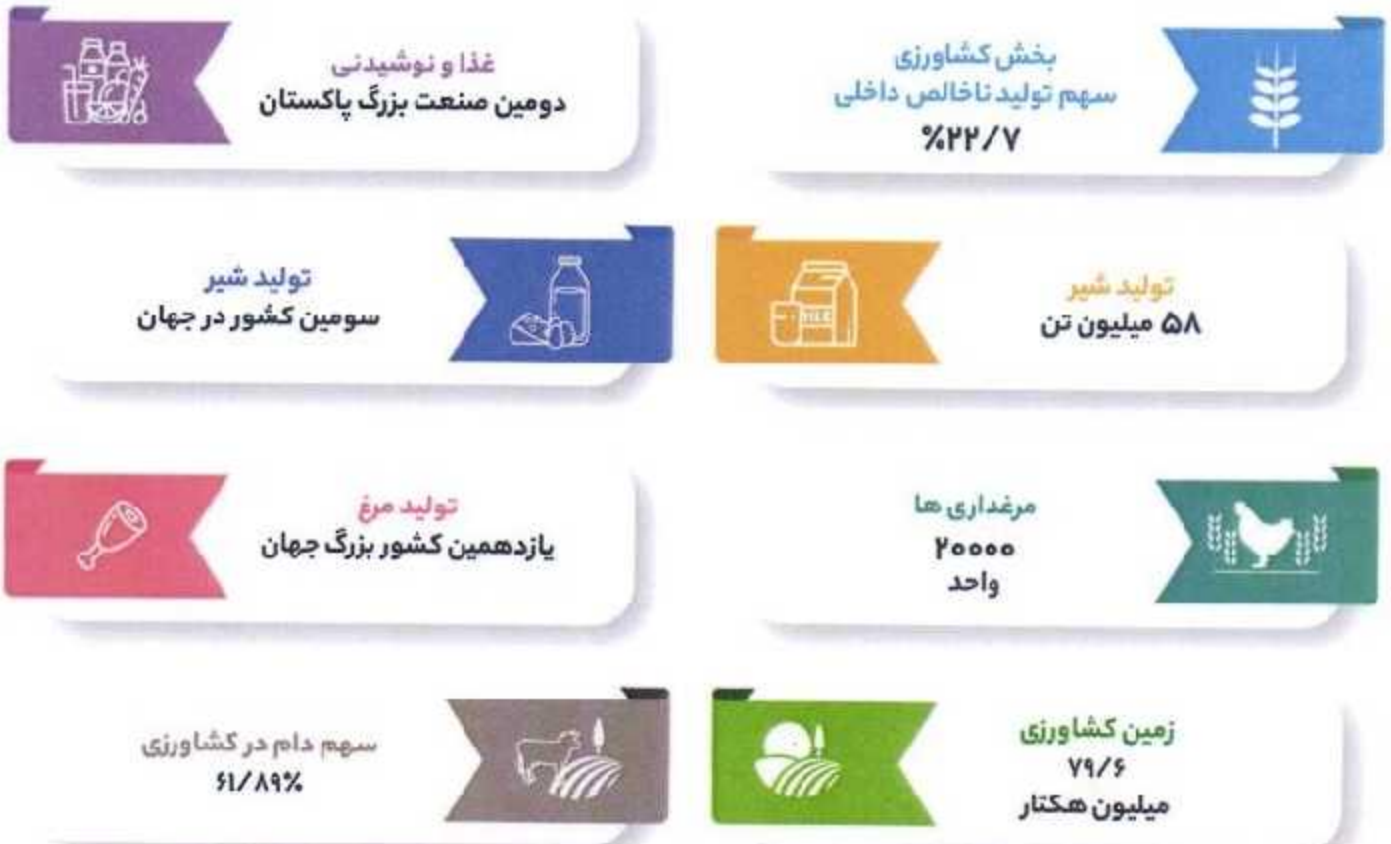 بخش کشاورزی
سهم تولید ناخالص داخلی
%۲۲/۷
غذا و نوشیدنی
دومین صنعت بزرگ پاکستان
تولید شیر
۵۸ میلیون تن
MILK
تولید شیر
سومین کشور در جهان
مرغداری ها
۲۰۰۰۰
واحد
تولید مرغ
یازدهمین کشور بزرگ جهان
زمین کشاورزی
۷۹/۶
میلیون هکتار
سهم دام در کشاورزی
۶۱/۸۹%